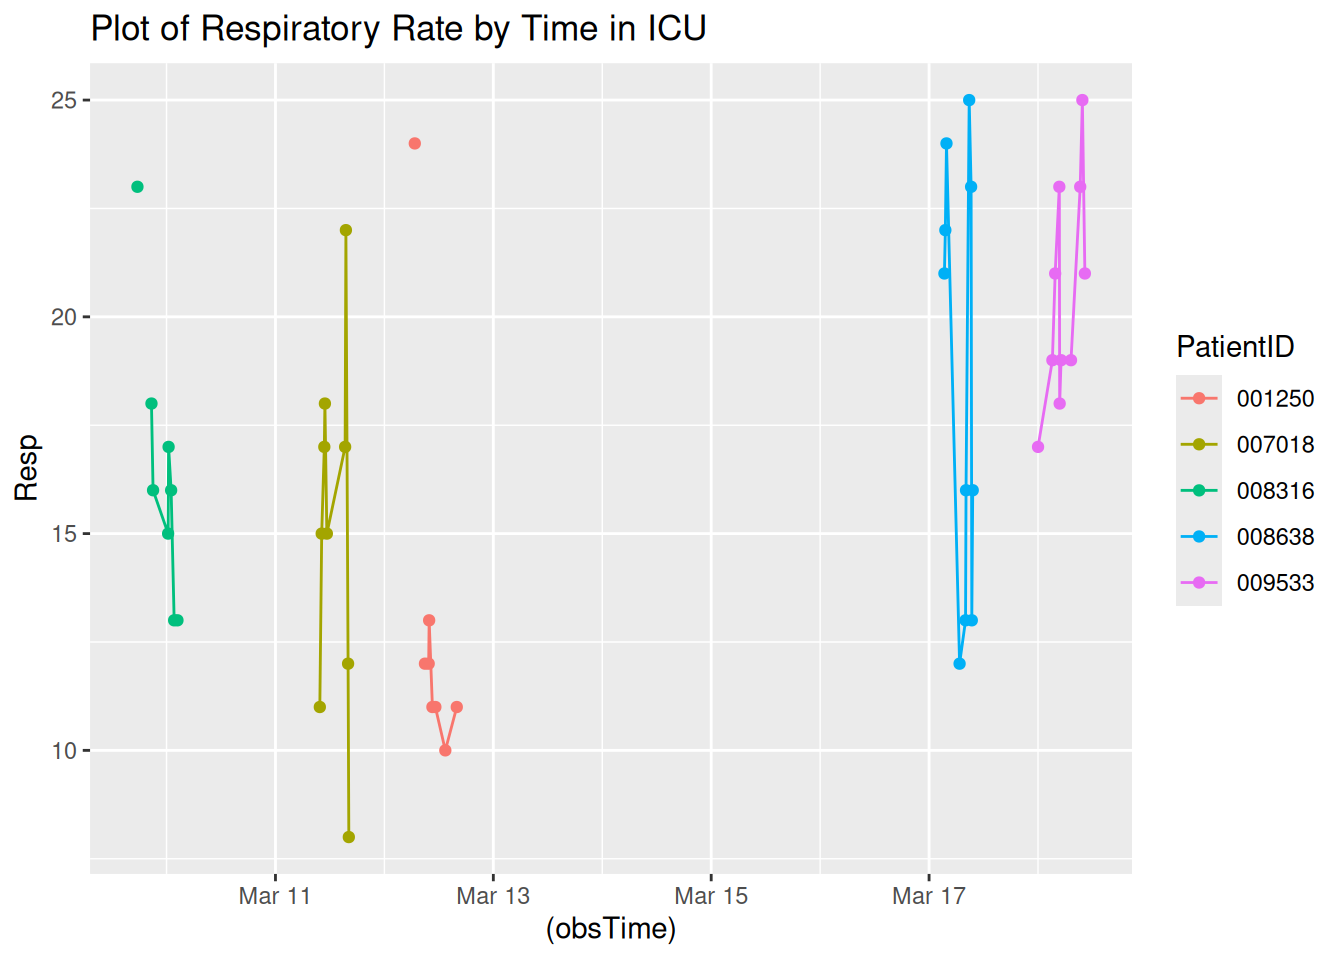 Plot of Respiratory Rate by Time in ICU
25
20
15
10
Resp
Mar 11
Mar 13
Mar 15
Mar 17
(obsTime)
PatientID
001250
007018
008316
008638
009533